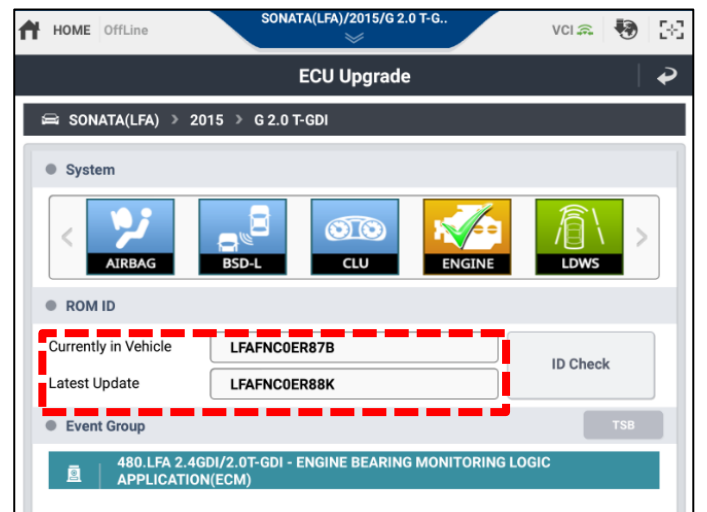 HOME OffLine
SONATA(LFA)/2015/G 2.0 T-G..
VCI
ECU Upgrade
SONATA(LFA) > 2015 > G 2.0 T-GDI
System
AIRBAG BSD-L CLU ENGINE LDWS
ROM ID
Currently in Vehicle LFAFNC0ER87B
Latest Update LFAFNC0ER88K
ID Check
Event Group TSB
480.LFA 2.4GDI/2.0T-GDI - ENGINE BEARING MONITORING LOGIC
APPLICATION(ECM)